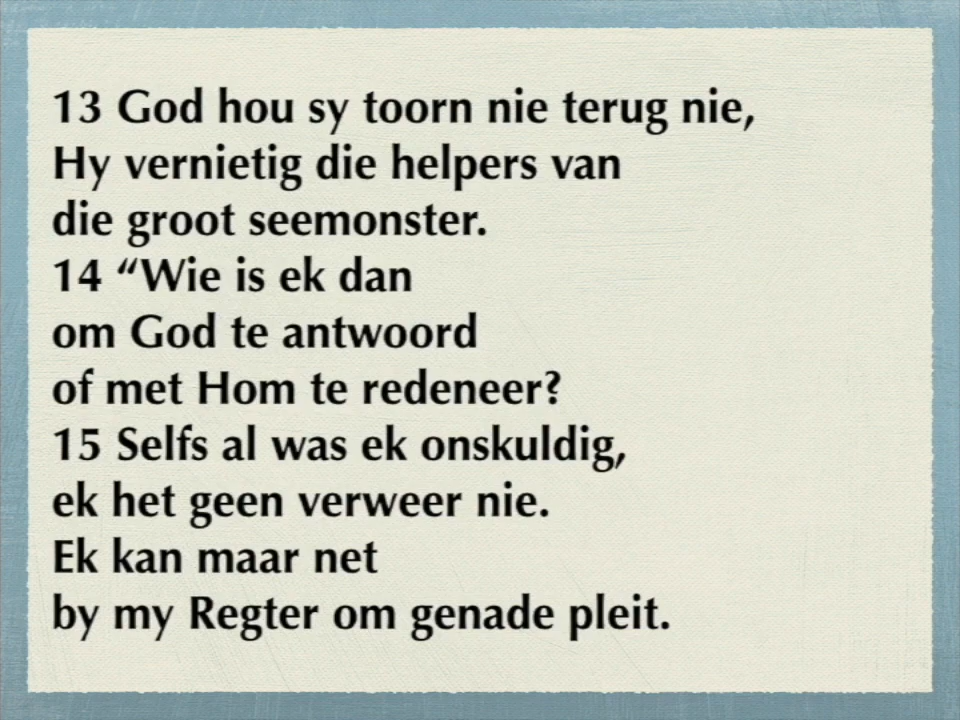 13 God hou sy toorn nie terug nie,
Hy vernietig die helpers van
die groot seemonster.
14 “Wie is ek dan
om God te antwoord
of met Hom te redeneer?
15 Selfs al was ek onskuldig,
ek het geen verweer nie.
Ek kan maar net
by my Regter om genade pleit.